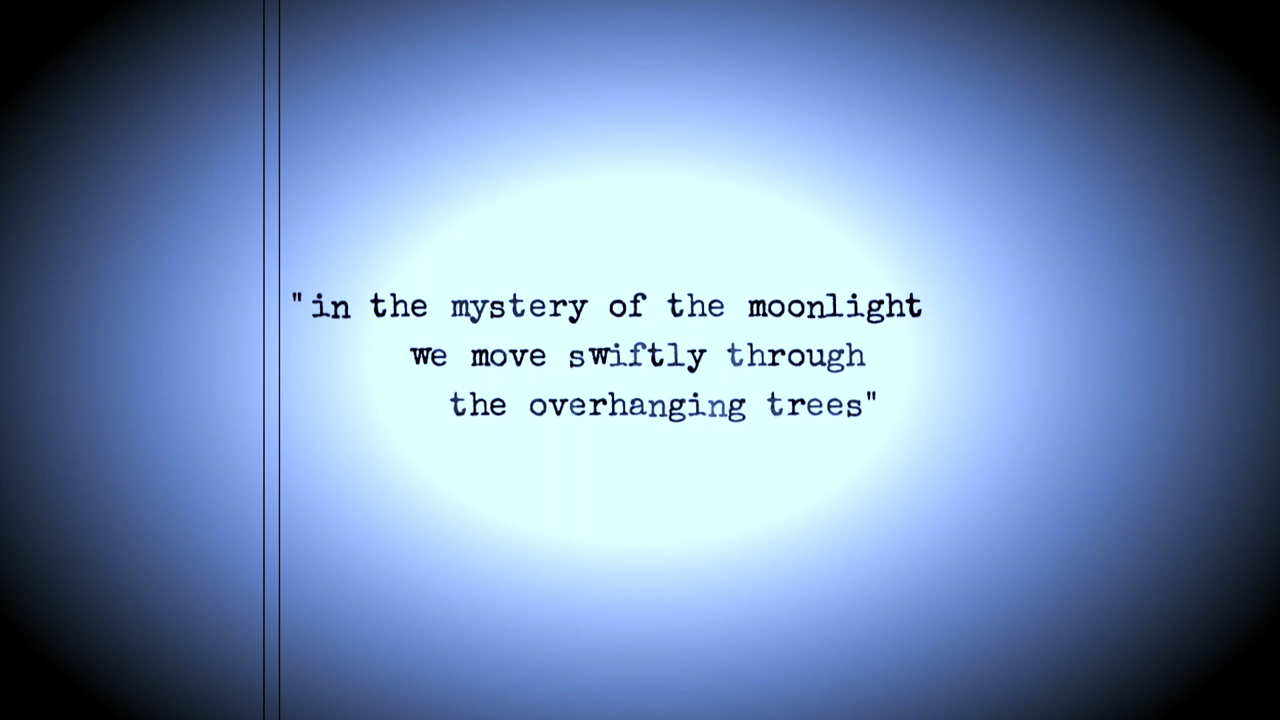 "in the mystery of the moonlight
we move swiftly through
the overhanging trees"